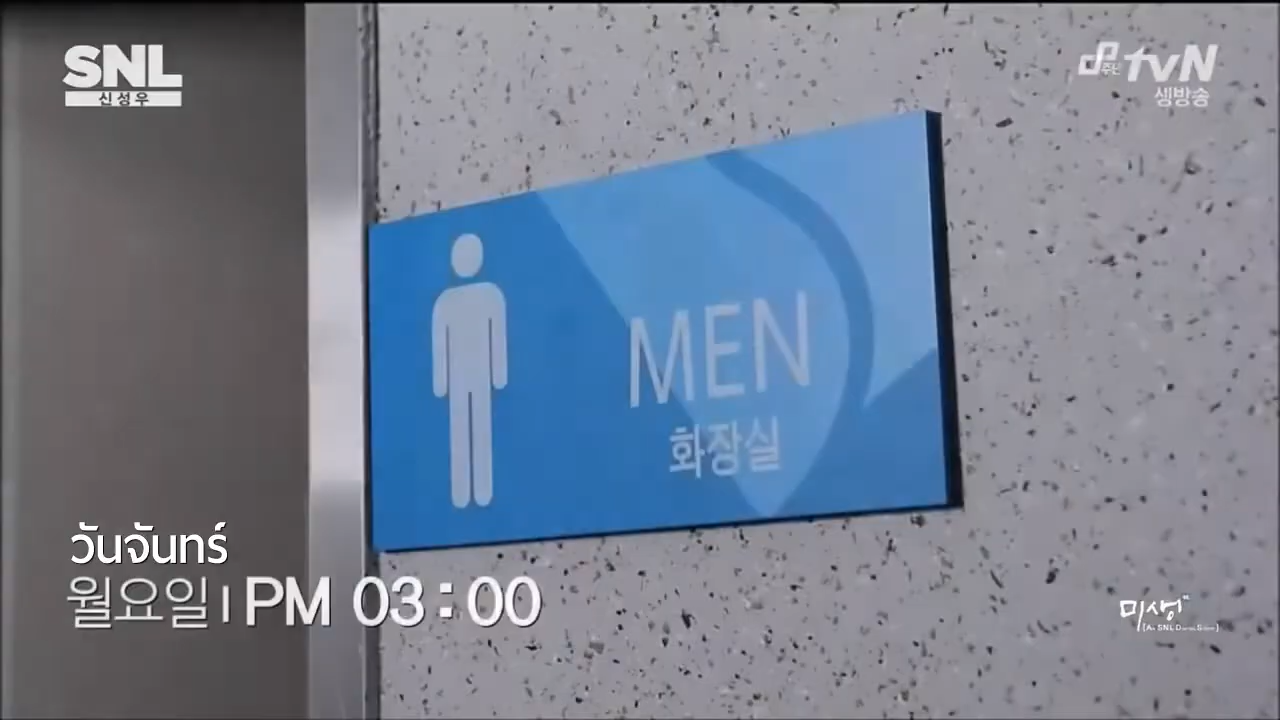 SNL
신성우
tvN
생방송
MEN
화장실
วันจันทร์
월요일 | PM 03:00
미생